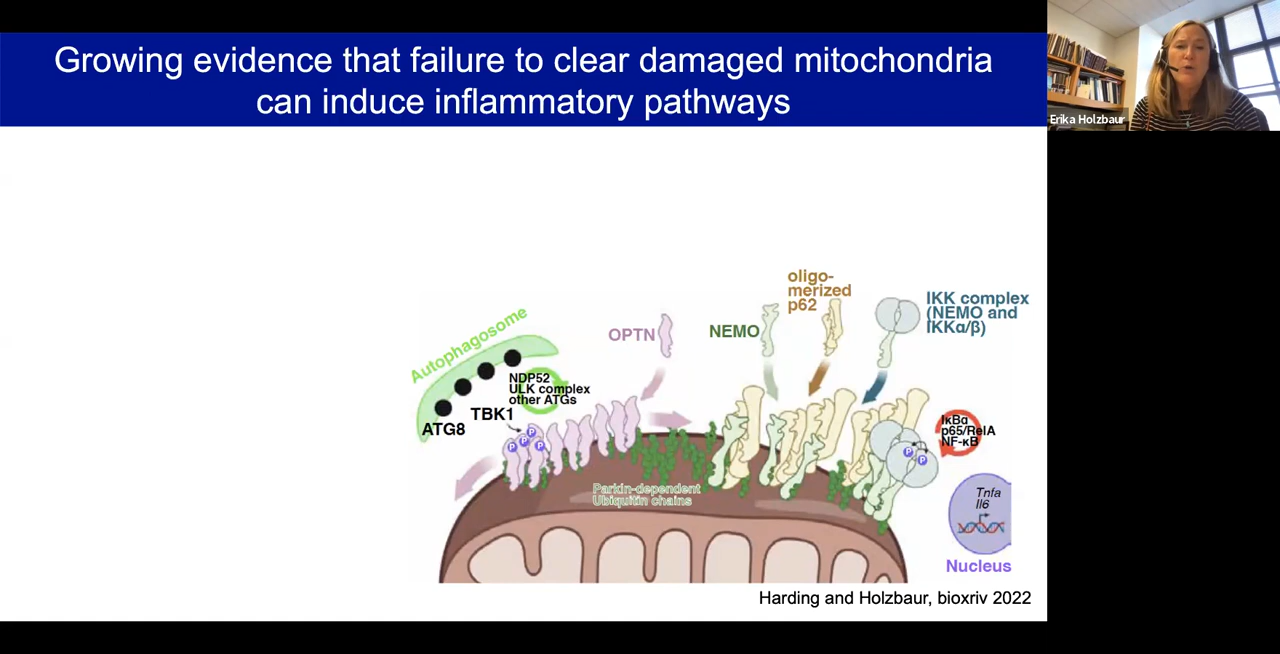 Growing evidence that failure to clear damaged mitochondria
can induce inflammatory pathways
Erika Holzbaur
Autophagosome
ATG8
NDP52
ULK complex
other ATGs
TBK1
P
P
P
P
OPTN
NEMO
oligo-
merized
p62
IKK complex
(NEMO and
IKKα/β)
Parkin-dependent
Ubiquitin chains
IκBα
p65/RelA
NF-κB
P
P
Tnfa
Il6
Nucleus
Harding and Holzbaur, bioxriv 2022